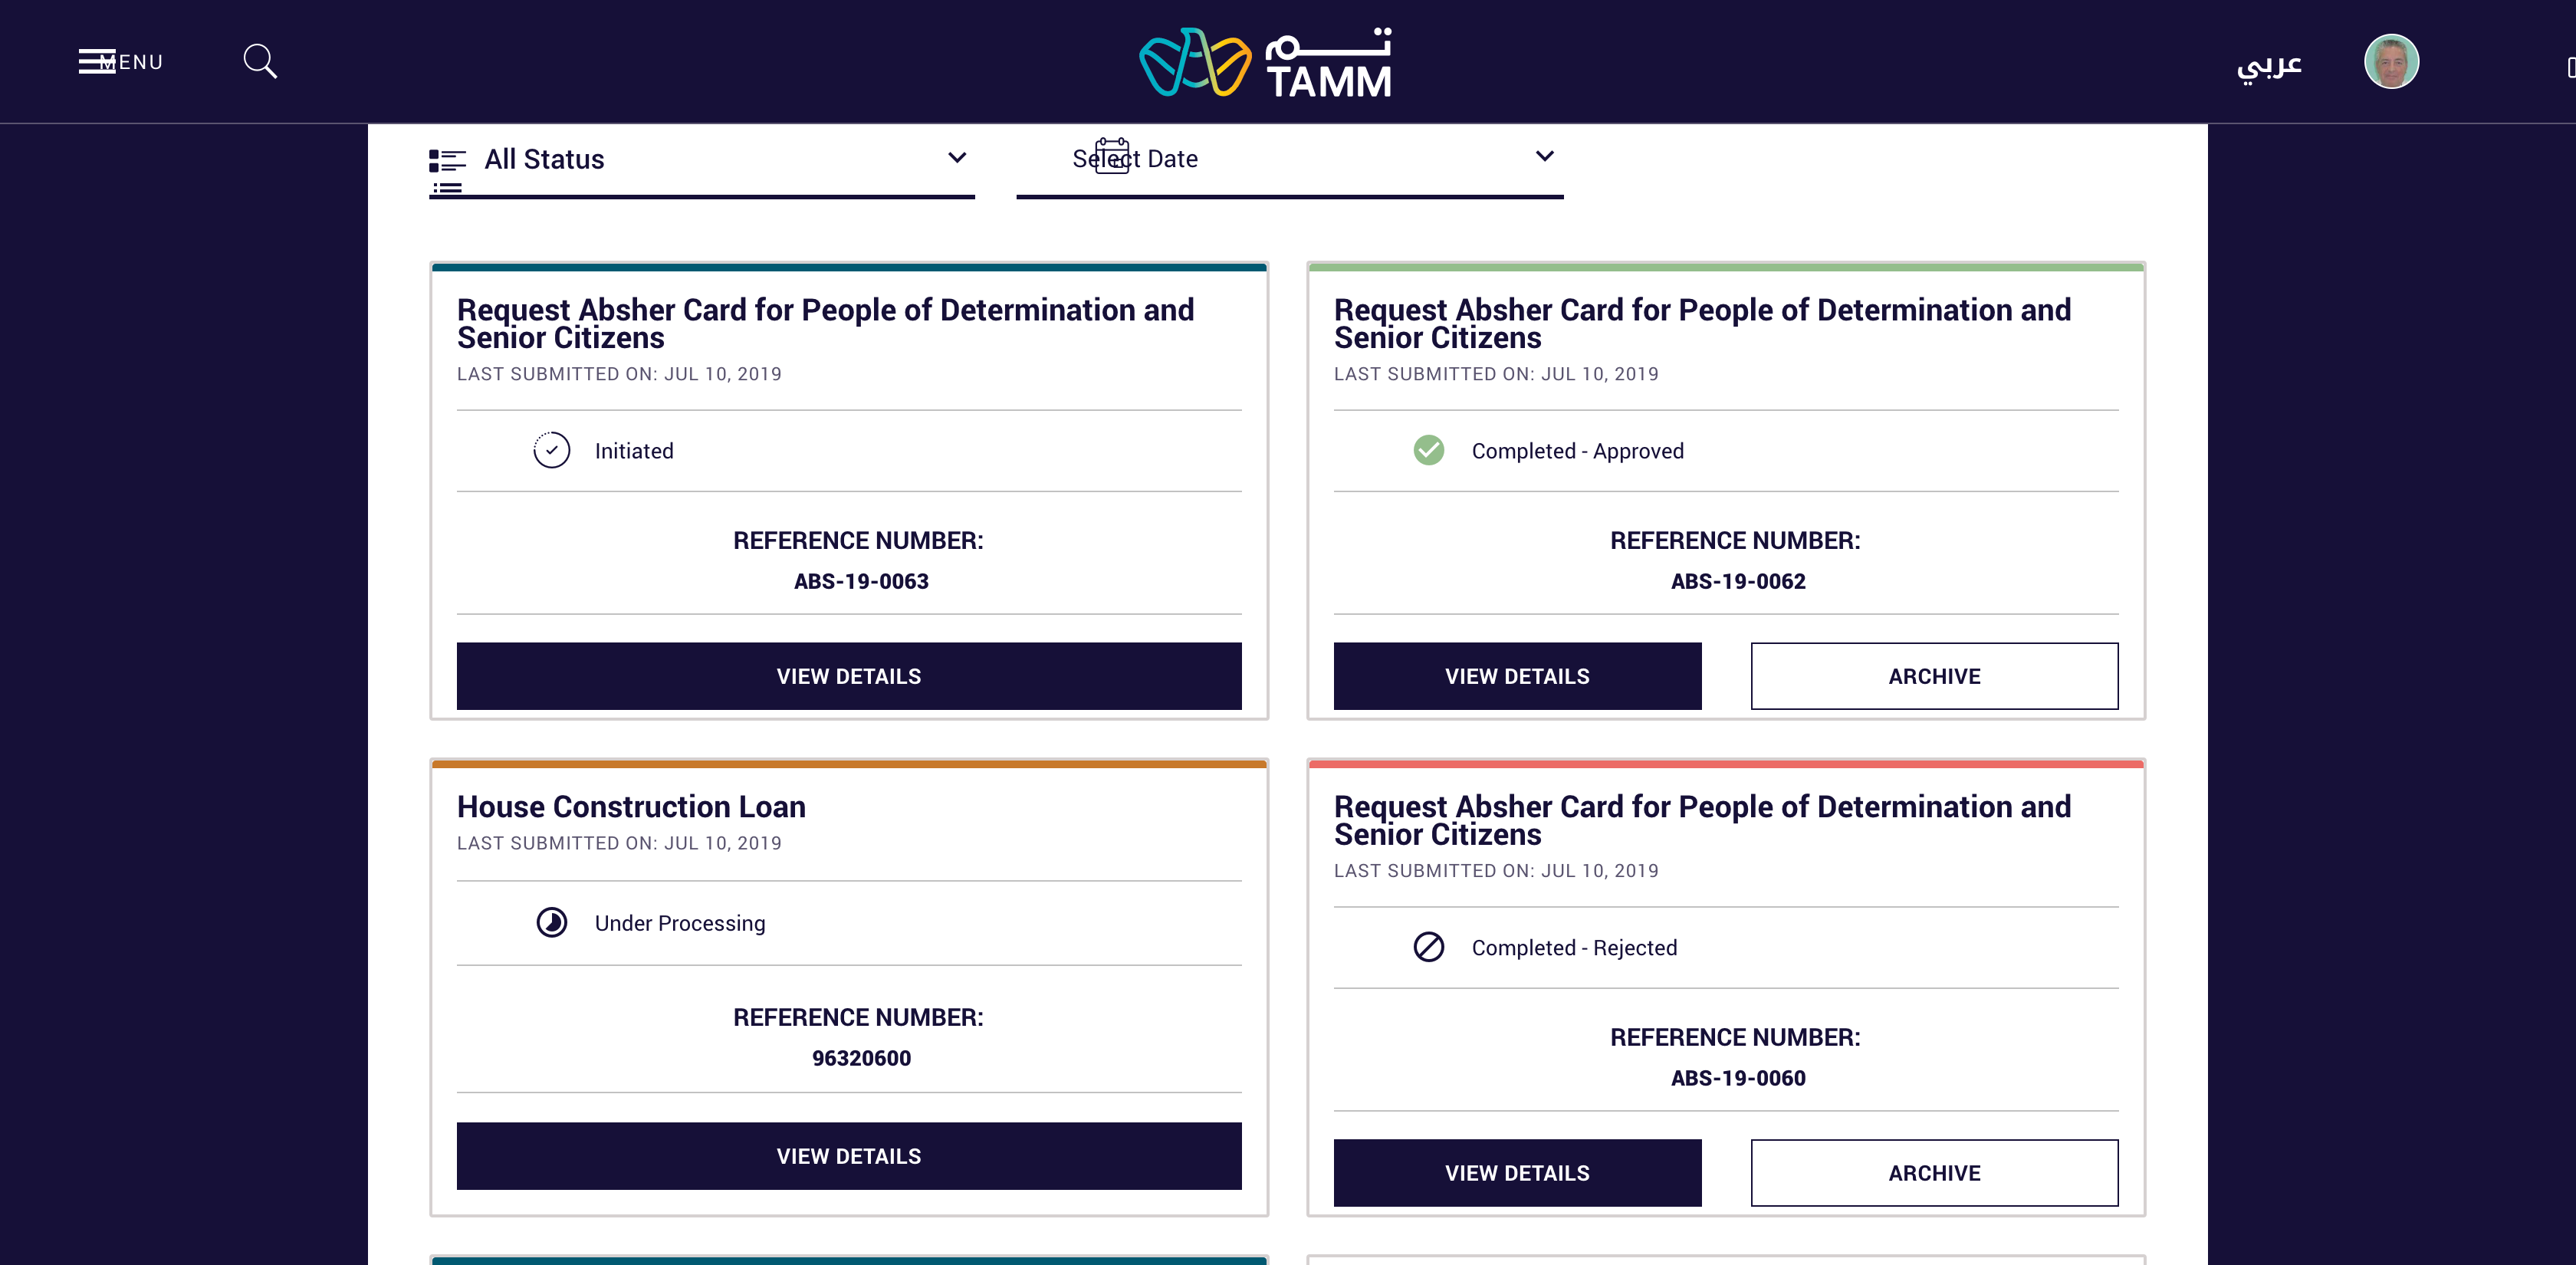 MENU
تم
TAMM
عربي
All Status
Select Date
Request Absher Card for People of Determination and
Senior Citizens
LAST SUBMITTED ON: JUL 10, 2019
Initiated
REFERENCE NUMBER:
ABS-19-0063
VIEW DETAILS
Request Absher Card for People of Determination and
Senior Citizens
LAST SUBMITTED ON: JUL 10, 2019
Completed - Approved
REFERENCE NUMBER:
ABS-19-0062
VIEW DETAILS
ARCHIVE
House Construction Loan
LAST SUBMITTED ON: JUL 10, 2019
Under Processing
REFERENCE NUMBER:
96320600
VIEW DETAILS
Request Absher Card for People of Determination and
Senior Citizens
LAST SUBMITTED ON: JUL 10, 2019
Completed - Rejected
REFERENCE NUMBER:
ABS-19-0060
VIEW DETAILS
ARCHIVE